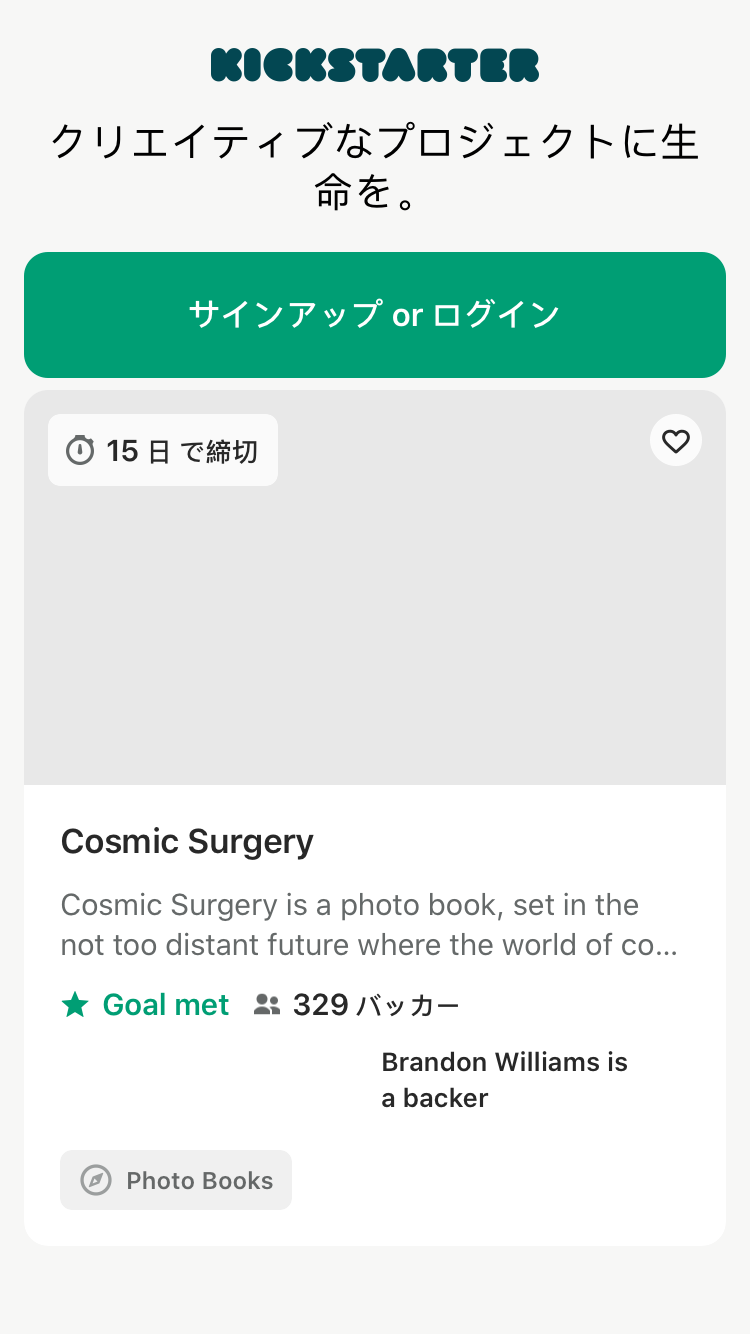 KICKSTARTER
クリエイティブなプロジェクトに生
命を。
サインアップ or ログイン
15 日 で締切
Cosmic Surgery
Cosmic Surgery is a photo book, set in the
not too distant future where the world of co...
Goal met 329 バッカー
Brandon Williams is
a backer
Photo Books